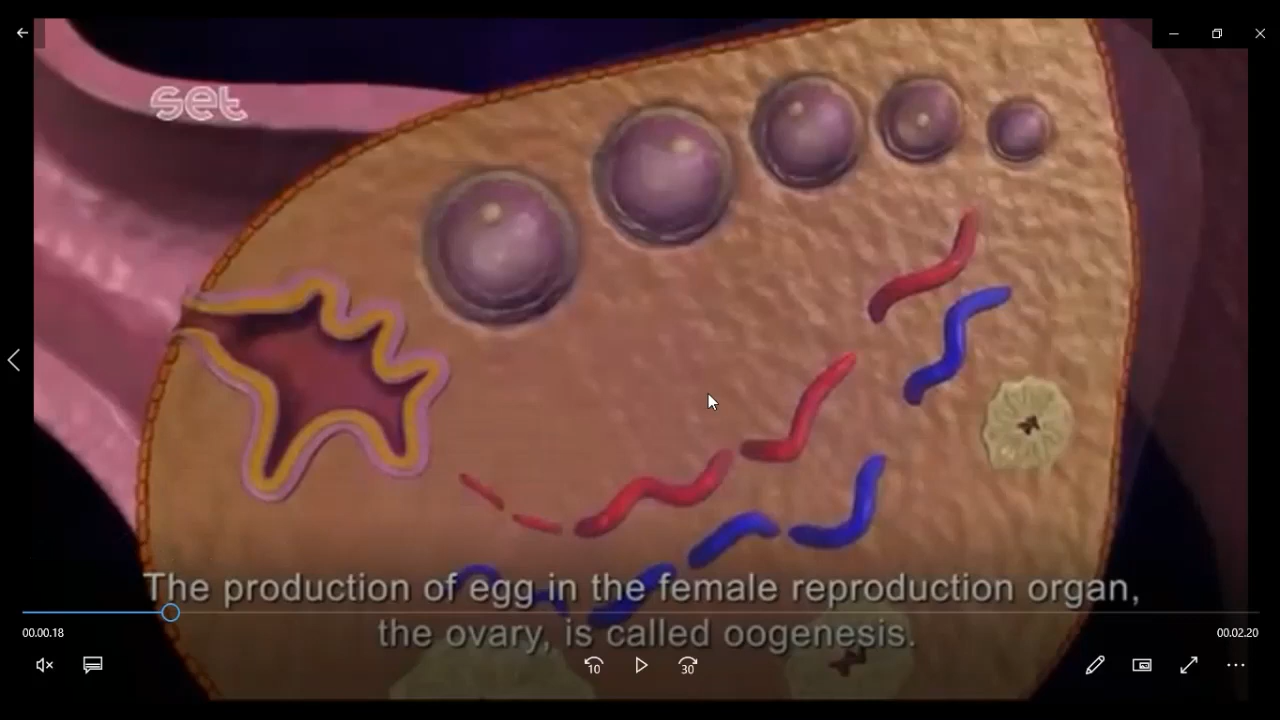 set
The production of egg in the female reproduction organ,
the ovary, is called oogenesis.
00.00.18
00.02.20
10
30